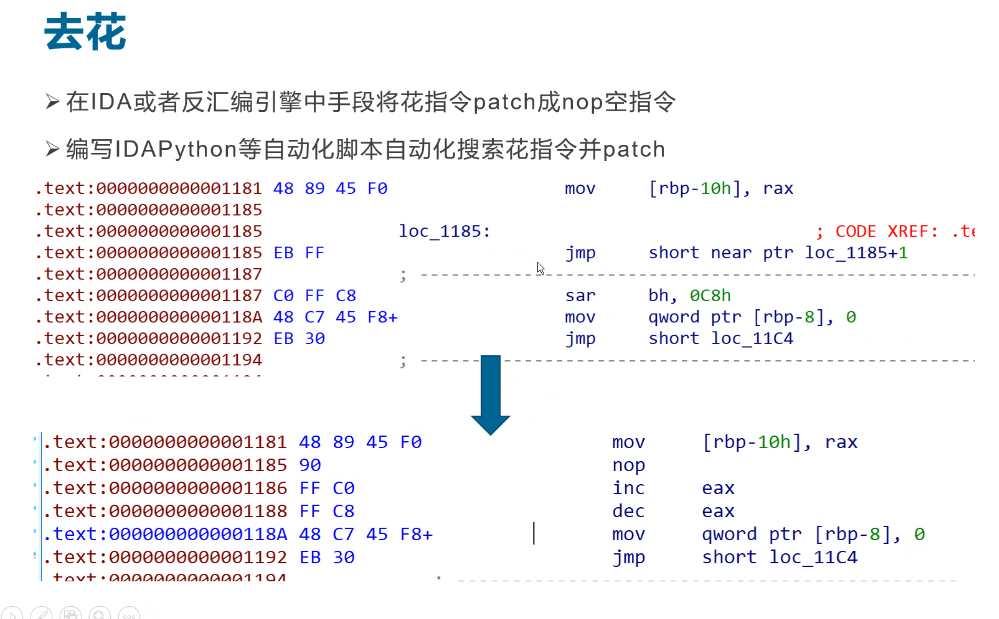 去花
➢在IDA或者反汇编引擎中手段将花指令patch成nop空指令
➢编写IDAPython等自动化脚本自动化搜索花指令并patch
.text:0000000000001181 48 89 45 F0 mov [rbp-10h], rax
.text:0000000000001185
.text:0000000000001185 loc_1185: ; CODE XREF: .te
.text:0000000000001185 EB FF jmp short near ptr loc_1185+1
.text:0000000000001187 ; ---------------------------------------------------------
.text:0000000000001187 C0 FF C8 sar bh, 0C8h
.text:000000000000118A 48 C7 45 F8+ mov qword ptr [rbp-8], 0
.text:0000000000001192 EB 30 jmp short loc_11C4
.text:0000000000001194 ; ---------------------------------------------------------
.text:0000000000001181 48 89 45 F0 mov [rbp-10h], rax
.text:0000000000001185 90 nop
.text:0000000000001186 FF C0 inc eax
.text:0000000000001188 FF C8 dec eax
.text:000000000000118A 48 C7 45 F8+ mov qword ptr [rbp-8], 0
.text:0000000000001192 EB 30 jmp short loc_11C4
.text:0000000000001194